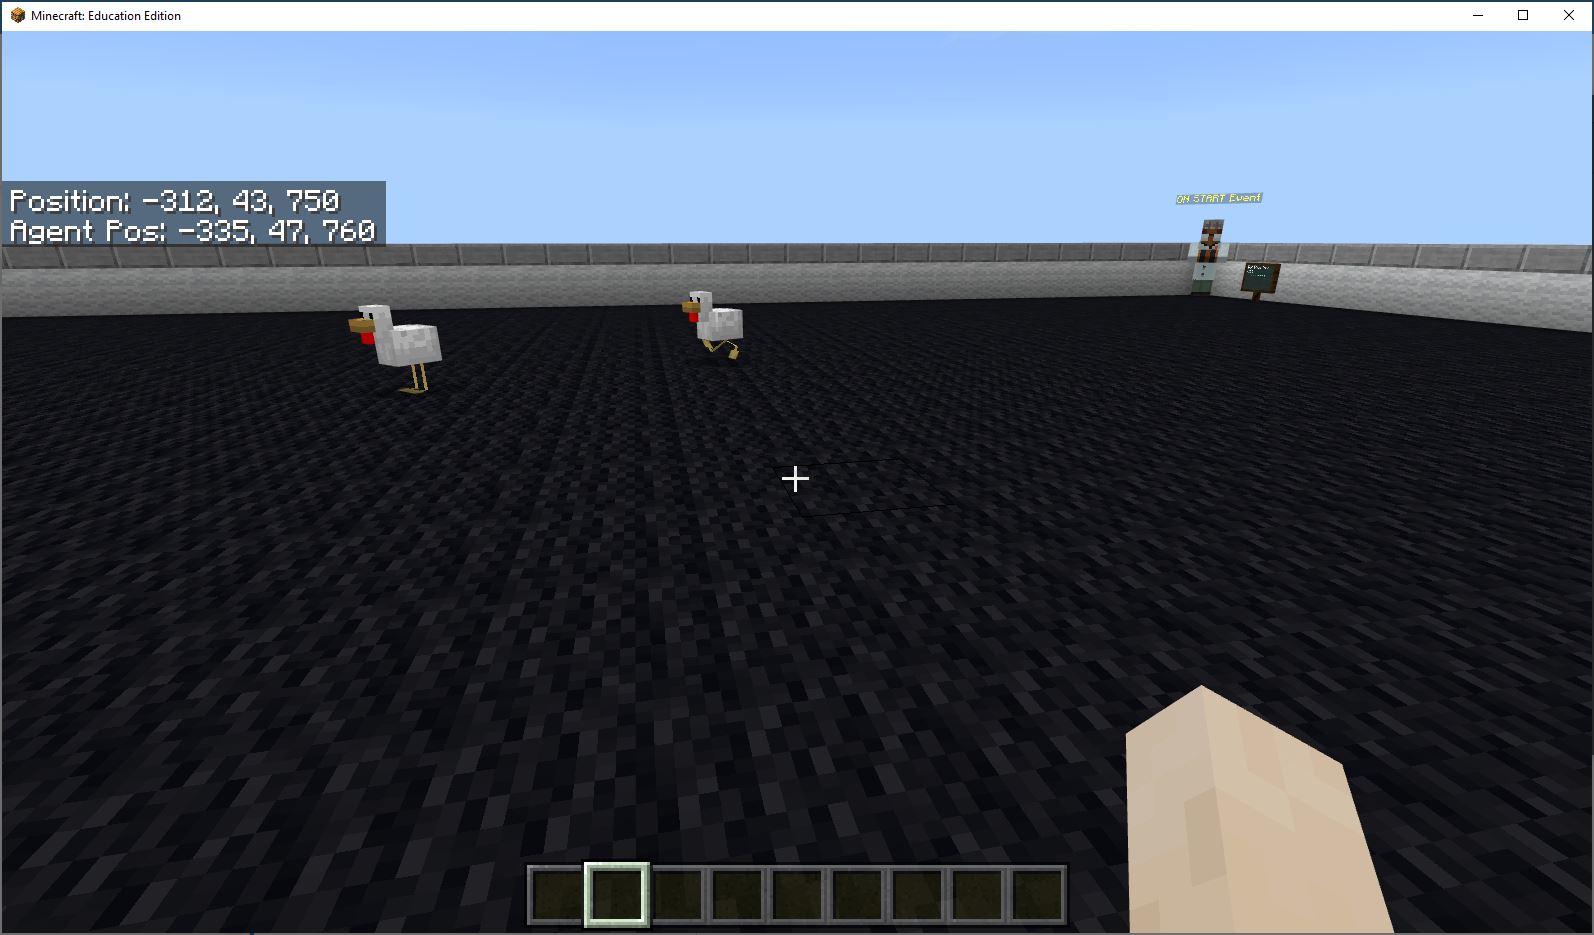 Minecraft: Education Edition
ON START Event
Position: -312, 43, 750
Agent Pos: -335, 47, 760